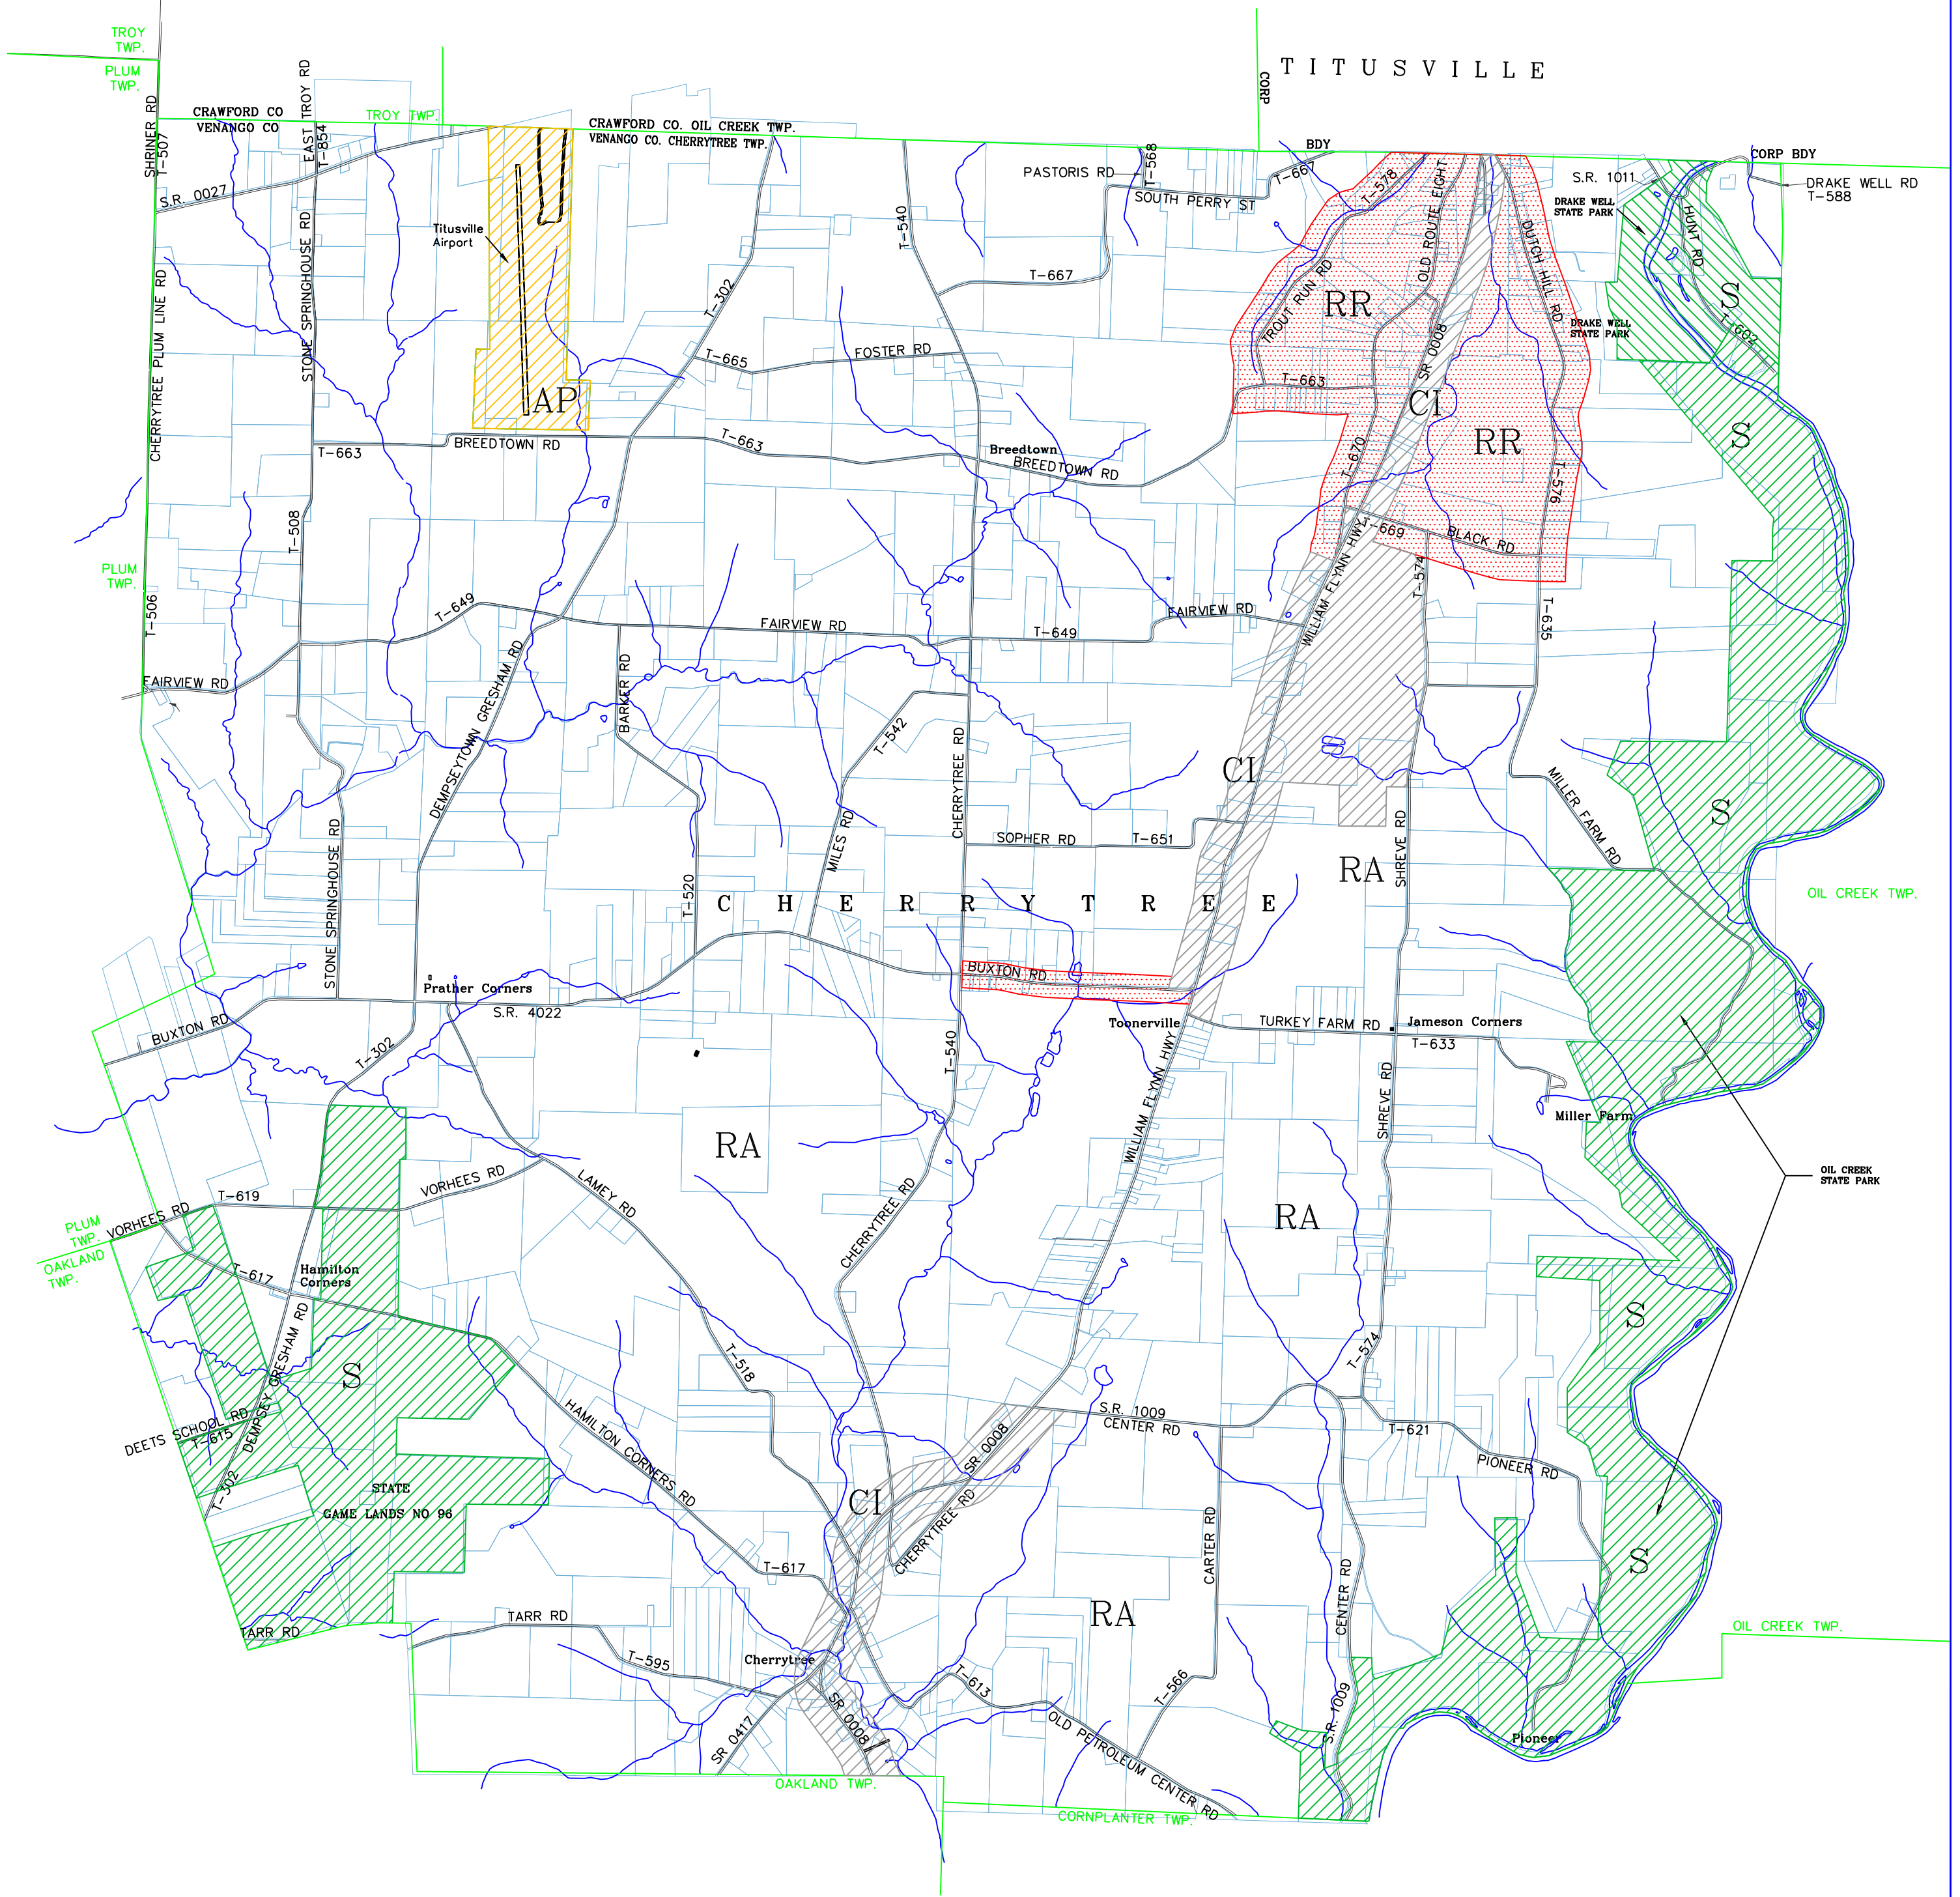 TROY
TWP.
PLUM
TWP.
SHRINER RD
T-507
CRAWFORD CO
VENANGO CO
EAST TROY RD
T-854
TROY TWP.
CRAWFORD CO. OIL CREEK TWP.
VENANGO CO. CHERRYTREE TWP.
CORP
TITUSVILLE
BDY
CORP BDY
S.R. 0027
PASTORIS RD
T-568
SOUTH PERRY ST
T-667
T-578
OLD ROUTE EIGHT
S.R. 1011
DRAKE WELL RD
T-588
DRAKE WELL
STATE PARK
HUNT RD
Titusville
Airport
T-540
T-667
T-302
CHERRYTREE PLUM LINE RD
STONE SPRINGHOUSE RD
TROUT RUN RD
RR
SR 0008
DUTCH HILL RD
DRAKE WELL
STATE PARK
S
T-602
T-665
FOSTER RD
T-663
AP
CI
RR
S
T-663
BREEDTOWN RD
T-663
Breedtown
BREEDTOWN RD
T-670
T-576
T-508
T-669
BLACK RD
PLUM
TWP.
T-506
T-649
FAIRVIEW RD
T-649
FAIRVIEW RD
WILLIAM FLYNN HWY
T-574
T-635
FAIRVIEW RD
DEMPSEYTOWN GRESHAM RD
BARKER RD
T-542
CHERRYTREE RD
CI
MILLER FARM RD
S
STONE SPRINGHOUSE RD
MILES RD
SOPHER RD
T-651
SHREVE RD
RA
T-520
CHERRYTREE
OIL CREEK TWP.
BUXTON RD
Prather Corners
S.R. 4022
BUXTON RD
T-302
T-540
Toonerville
TURKEY FARM RD
Jameson Corners
T-633
WILLIAM FLYNN HWY
SHREVE RD
Miller Farm
RA
OIL CREEK
STATE PARK
VORHEES RD
T-619
VORHEES RD
LAMEY RD
CHERRYTREE RD
RA
PLUM
TWP.
OAKLAND
TWP.
T-617
Hamilton
Corners
S
DEMPSEY GRESHAM RD
S
T-518
T-574
DEETS SCHOOL RD
T-615
HAMILTON CORNERS RD
S.R. 1009
CENTER RD
T-621
PIONEER RD
T-302
STATE
GAME LANDS NO 96
CI
SR 0008
CHERRYTREE RD
CARTER RD
CENTER RD
S
T-617
TARR RD
TARR RD
RA
OIL CREEK TWP.
T-595
Cherrytree
T-613
T-566
S.R. 1009
SR 0417
SR 0008
OLD PETROLEUM CENTER RD
Pioneer
OAKLAND TWP.
CORNPLANTER TWP.